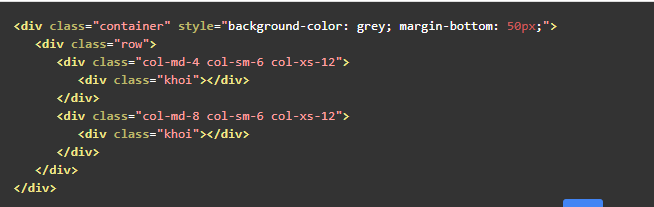 <div class="container" style="background-color: grey; margin-bottom: 50px;">
<div class="row">
<div class="col-md-4 col-sm-6 col-xs-12">
<div class="khoi"></div>
</div>
<div class="col-md-8 col-sm-6 col-xs-12">
<div class="khoi"></div>
</div>
</div>
</div>